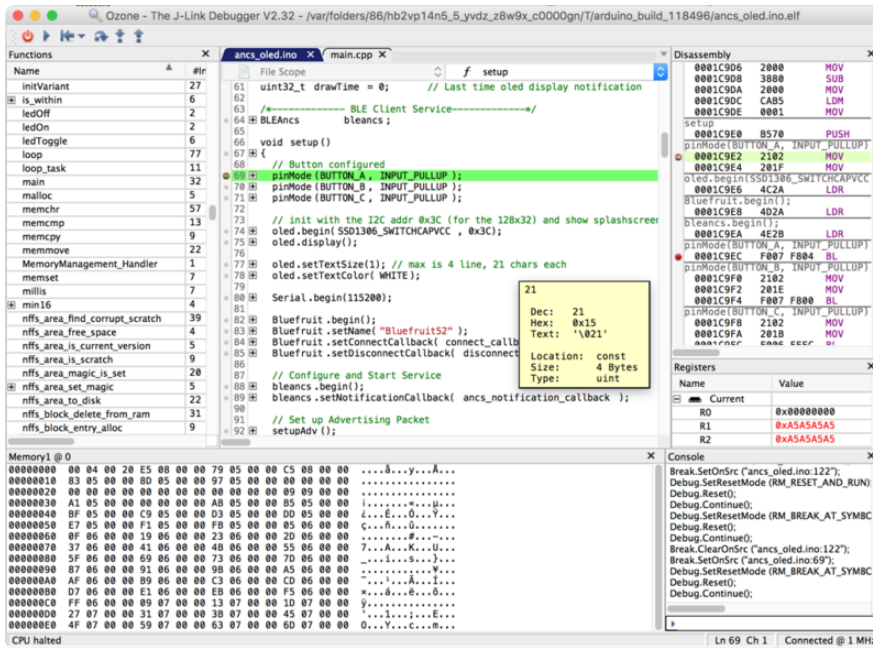 Ozone - The J-Link Debugger V2.32 - /var/folders/86/hb2vp14n5_5_yvdz_z8w9x_c0000gn/T/arduino_build_118496/ancs_oled.ino.elf
Functions
Name #Ir
initVariant 27
is_within 6
ledOff 2
ledOn 2
ledToggle 6
loop 77
loop_task 11
main 32
malloc 5
memchr 57
memcmp 13
memcpy 9
memmove 22
MemoryManagement_Handler 1
memset 7
millis 7
min16 4
nffs_area_find_corrupt_scratch 39
nffs_area_free_space 4
nffs_area_is_current_version 5
nffs_area_is_scratch 9
nffs_area_magic_is_set 20
nffs_area_set_magic 5
nffs_area_to_disk 22
nffs_block_delete_from_ram 31
nffs_block_entry_alloc 9
ancs_oled.ino main.cpp
File Scope f setup
61 uint32_t drawTime = 0; // Last time oled display notification
62
63 /*-------------- BLE Client Service--------------*/
64 BLEAncs bleancs;
65
66 void setup()
67 {
68 // Button configured
69 pinMode(BUTTON_A, INPUT_PULLUP);
70 pinMode(BUTTON_B, INPUT_PULLUP);
71 pinMode(BUTTON_C, INPUT_PULLUP);
72
73 // init with the I2C addr 0x3C (for the 128x32) and show splashscreen
74 oled.begin(SSD1306_SWITCHCAPVCC, 0x3C);
75 oled.display();
76
77 oled.setTextSize(1); // max is 4 line, 21 chars each
78 oled.setTextColor(WHITE);
79
80 Serial.begin(115200);
81
82 Bluefruit.begin();
83 Bluefruit.setName("Bluefruit52");
84 Bluefruit.setConnectCallback( connect_callb
85 Bluefruit.setDisconnectCallback( disconnect
86
87 // Configure and Start Service
88 bleancs.begin();
89 bleancs.setNotificationCallback( ancs_notification_callback );
90
91 // Set up Advertising Packet
92 setupAdv();
21
Dec: 21
Hex: 0x15
Text: '\021'
Location: const
Size: 4 Bytes
Type: uint
Disassembly
0001C9D6 2000 MOV
0001C9D8 3880 SUB
0001C9DA 2000 MOV
0001C9DC CAB5 LDM
0001C9DE 0001 MOV
setup
0001C9E0 B570 PUSH
pinMode(BUTTON_A, INPUT_PULLUP)
0001C9E2 2102 MOV
0001C9E4 201F MOV
oled.begin(SSD1306_SWITCHCAPVCC
0001C9E6 4C2A LDR
Bluefruit.begin();
0001C9E8 4D2A LDR
bleancs.begin();
0001C9EA 4E2B LDR
pinMode(BUTTON_A, INPUT_PULLUP)
0001C9EC F007 F804 BL
pinMode(BUTTON_B, INPUT_PULLUP)
0001C9F0 2102 MOV
0001C9F2 201E MOV
0001C9F4 F007 F800 BL
pinMode(BUTTON_C, INPUT_PULLUP)
0001C9F8 2102 MOV
0001C9FA 201B MOV
Registers
Name Value
Current
R0 0x00000000
R1 0xA5A5A5A5
R2 0xA5A5A5A5
Memory1 @ 0
00000000 00 04 00 20 E5 08 00 00 79 05 00 00 C5 08 00 00
00000010 83 05 00 00 8D 05 00 00 97 05 00 00 00 00 00 00
00000020 00 00 00 00 00 00 00 00 00 00 00 00 09 09 00 00
00000030 A1 05 00 00 00 00 00 00 AB 05 00 00 B5 05 00 00
00000040 BF 05 00 00 C9 05 00 00 D3 05 00 00 DD 05 00 00
00000050 E7 05 00 00 F1 05 00 00 FB 05 00 00 05 06 00 00
00000060 0F 06 00 00 19 06 00 00 23 06 00 00 2D 06 00 00
00000070 37 06 00 00 41 06 00 00 4B 06 00 00 55 06 00 00
00000080 5F 06 00 00 69 06 00 00 73 06 00 00 7D 06 00 00
00000090 87 06 00 00 91 06 00 00 9B 06 00 00 A5 06 00 00
000000A0 AF 06 00 00 B9 06 00 00 C3 06 00 00 CD 06 00 00
000000B0 D7 06 00 00 E1 06 00 00 EB 06 00 00 F5 06 00 00
000000C0 FF 06 00 00 09 07 00 00 13 07 00 00 1D 07 00 00
000000D0 27 07 00 00 31 07 00 00 3B 07 00 00 45 07 00 00
000000E0 4F 07 00 00 59 07 00 00 63 07 00 00 6D 07 00 00
Console
Break.SetOnSrc ("ancs_oled.ino:122");
Debug.SetResetMode (RM_RESET_AND_RUN)
Debug.Reset();
Debug.Continue();
Debug.SetResetMode (RM_BREAK_AT_SYMBC
Debug.Reset();
Debug.Continue();
Break.ClearOnSrc ("ancs_oled.ino:122");
Break.SetOnSrc ("ancs_oled.ino:69");
Debug.SetResetMode (RM_BREAK_AT_SYMBC
Debug.Reset();
Debug.Continue();
CPU halted
Ln 69 Ch 1 Connected @ 1 MHz